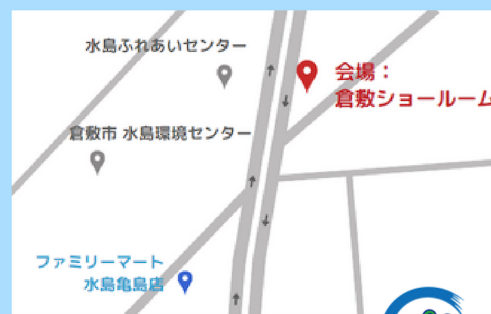 水島ふれあいセンター
会場：
倉敷ショールーム
倉敷市 水島環境センター
ファミリーマート
水島亀島店